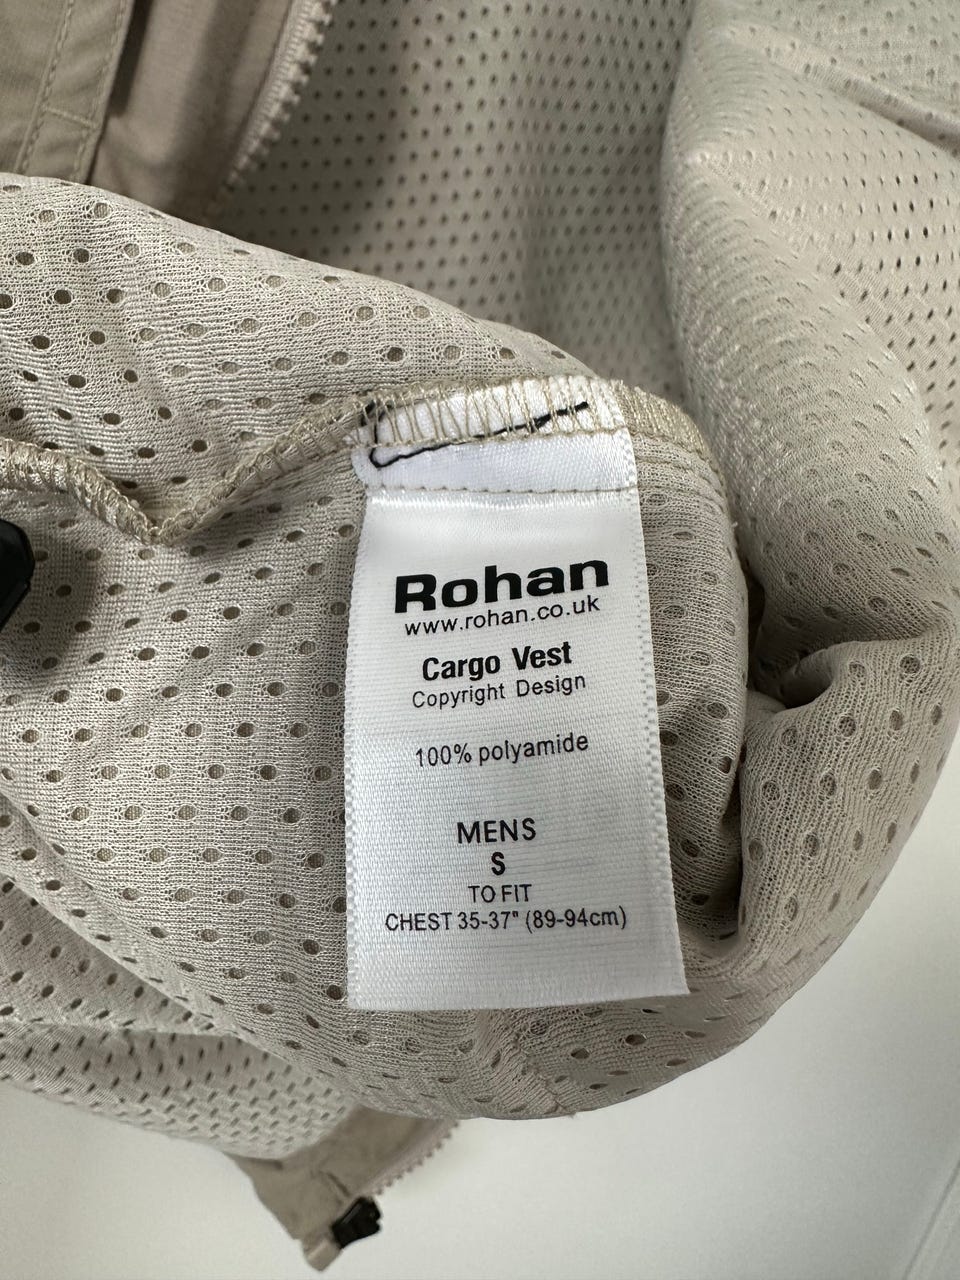 Rohan
www.rohan.co.uk
Cargo Vest
Copyright Design
100% polyamide
MENS
S
TO FIT
CHEST 35-37" (89-94cm)